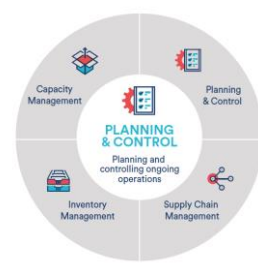 Capacity
Management
Planning
& Control
PLANNING
& CONTROL
Planning and
controlling ongoing
operations
Inventory
Management
Supply Chain
Management